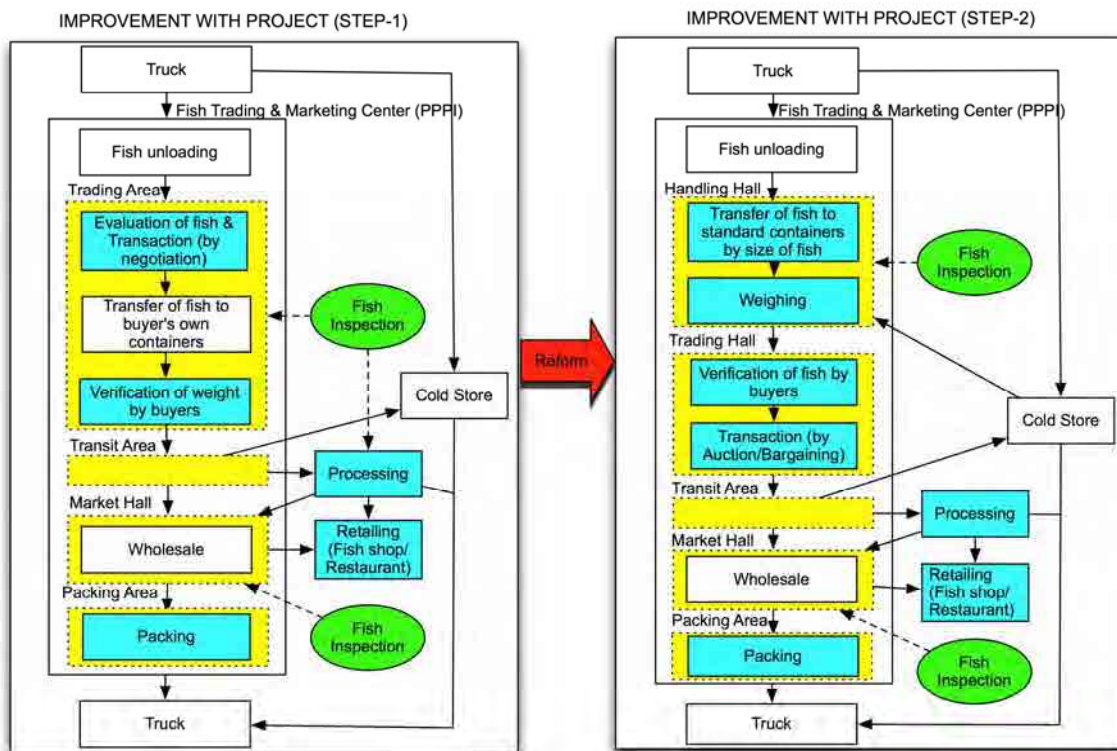 IMPROVEMENT WITH PROJECT (STEP-1)
Truck
Fish Trading & Marketing Center (PPPI)
Fish unloading
Trading Area
Evaluation of fish &
Transaction (by
negotiation)
Transfer of fish to
buyer's own
containers
Verification of weight
by buyers
Fish
Inspection
Cold Store
Transit Area
Processing
Market Hall
Wholesale
Retailing
(Fish shop/
Restaurant)
Packing Area
Packing
Fish
Inspection
Truck
Reform
IMPROVEMENT WITH PROJECT (STEP-2)
Truck
Fish Trading & Marketing Center (PPPI)
Fish unloading
Handling Hall
Transfer of fish to
standard containers
by size of fish
Weighing
Fish
Inspection
Trading Hall
Verification of fish by
buyers
Transaction (by
Auction/Bargaining)
Cold Store
Transit Area
Processing
Market Hall
Wholesale
Retailing
(Fish shop/
Restaurant)
Packing Area
Packing
Fish
Inspection
Truck